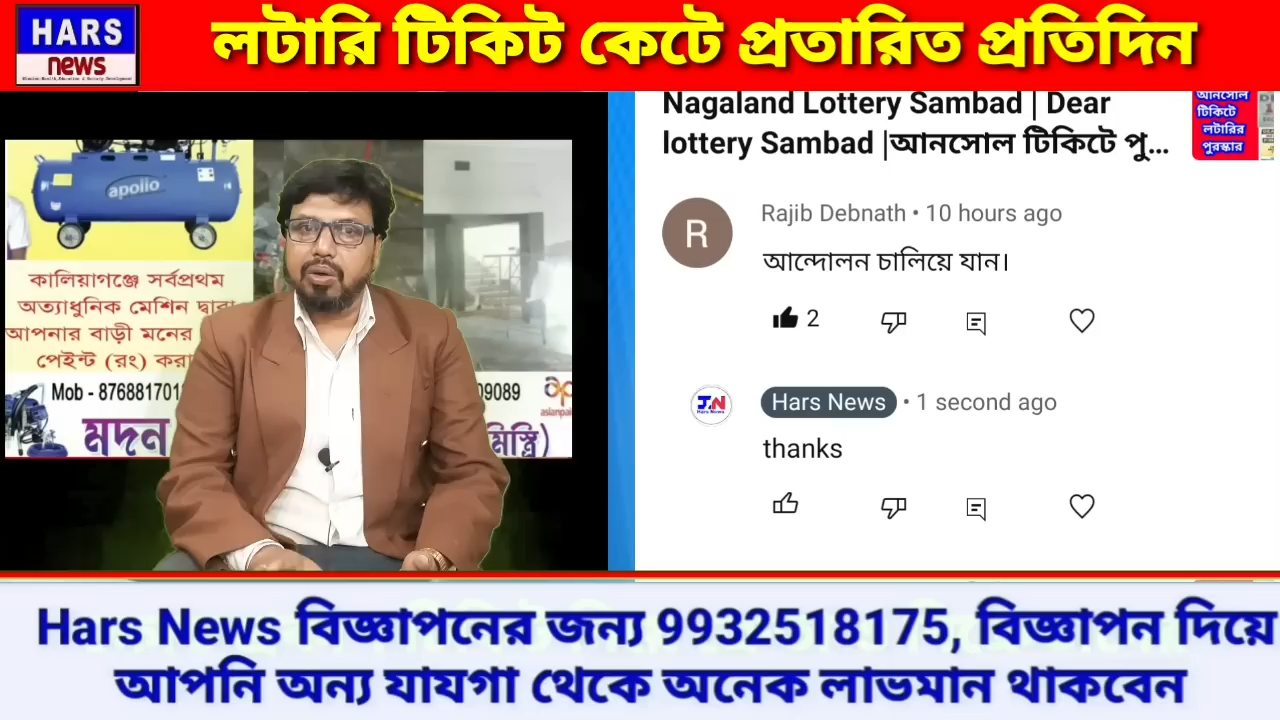 HARS
news
লটারি টিকিট কেটে প্রতারিত প্রতিদিন
apollo
কালিয়াগঞ্জে সর্বপ্রথম
অত্যাধুনিক মেশিন দ্বারা
আপনার বাড়ী মনের
পেইন্ট (রং) করা
Mob - 87688170
9089
মদন
মিস্ত্রি)
Nagaland Lottery Sambad | Dear
lottery Sambad |আনসোল টিকিটে পু...
আনসোল
টিকিটে
লটারির
পুরস্কার
R
Rajib Debnath • 10 hours ago
আন্দোলন চালিয়ে যান।
2
Hars News • 1 second ago
thanks
Hars News বিজ্ঞাপনের জন্য 9932518175, বিজ্ঞাপন দিয়ে
আপনি অন্য যাযগা থেকে অনেক লাভমান থাকবেন